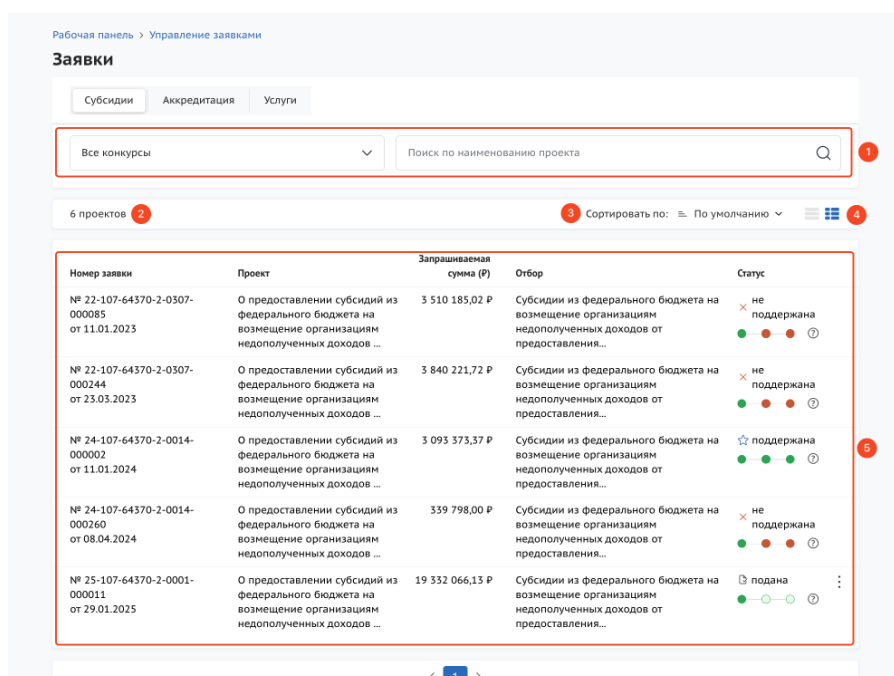 Рабочая панель > Управление заявками
Заявки
Субсидии Аккредитация Услуги
Все конкурсы
Поиск по наименованию проекта
1
6 проектов 2
3 Сортировать по: По умолчанию 4
Номер заявки Проект Запрашиваемая сумма (₽) Отбор Статус
№ 22-107-64370-2-0307-
000085
от 11.01.2023
О предоставлении субсидий из
федерального бюджета на
возмещение организациям
недополученных доходов ...
3 510 185,02 ₽
Субсидии из федерального бюджета на
возмещение организациям
недополученных доходов от
предоставления...
не
поддержана
?
№ 22-107-64370-2-0307-
000244
от 23.03.2023
О предоставлении субсидий из
федерального бюджета на
возмещение организациям
недополученных доходов ...
3 840 221,72 ₽
Субсидии из федерального бюджета на
возмещение организациям
недополученных доходов от
предоставления...
не
поддержана
?
№ 24-107-64370-2-0014-
000002
от 11.01.2024
О предоставлении субсидий из
федерального бюджета на
возмещение организациям
недополученных доходов ...
3 093 373,37 ₽
Субсидии из федерального бюджета на
возмещение организациям
недополученных доходов от
предоставления...
поддержана
?
5
№ 24-107-64370-2-0014-
000260
от 08.04.2024
О предоставлении субсидий из
федерального бюджета на
возмещение организациям
недополученных доходов ...
339 798,00 ₽
Субсидии из федерального бюджета на
возмещение организациям
недополученных доходов от
предоставления...
не
поддержана
?
№ 25-107-64370-2-0001-
000011
от 29.01.2025
О предоставлении субсидий из
федерального бюджета на
возмещение организациям
недополученных доходов ...
19 332 066,13 ₽
Субсидии из федерального бюджета на
возмещение организациям
недополученных доходов от
предоставления...
подана
?
1